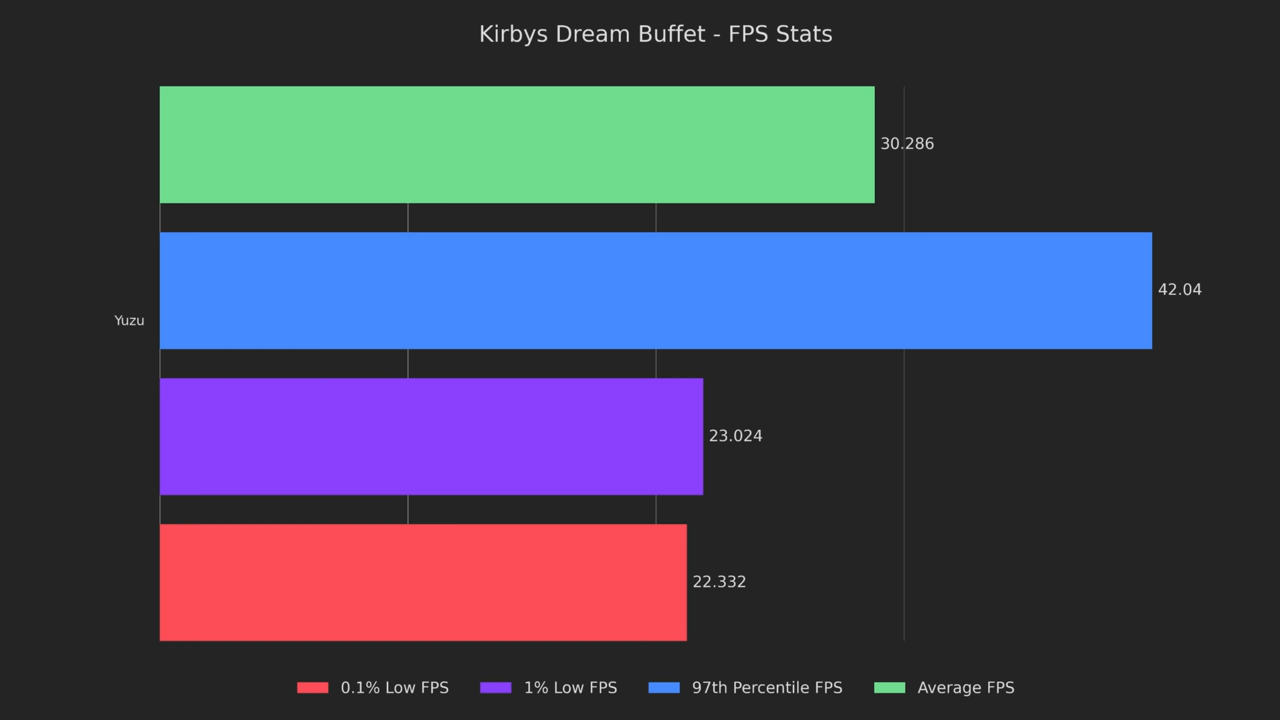 Kirbys Dream Buffet - FPS Stats
30.286
42.04
Yuzu
23.024
22.332
0.1% Low FPS 1% Low FPS 97th Percentile FPS Average FPS